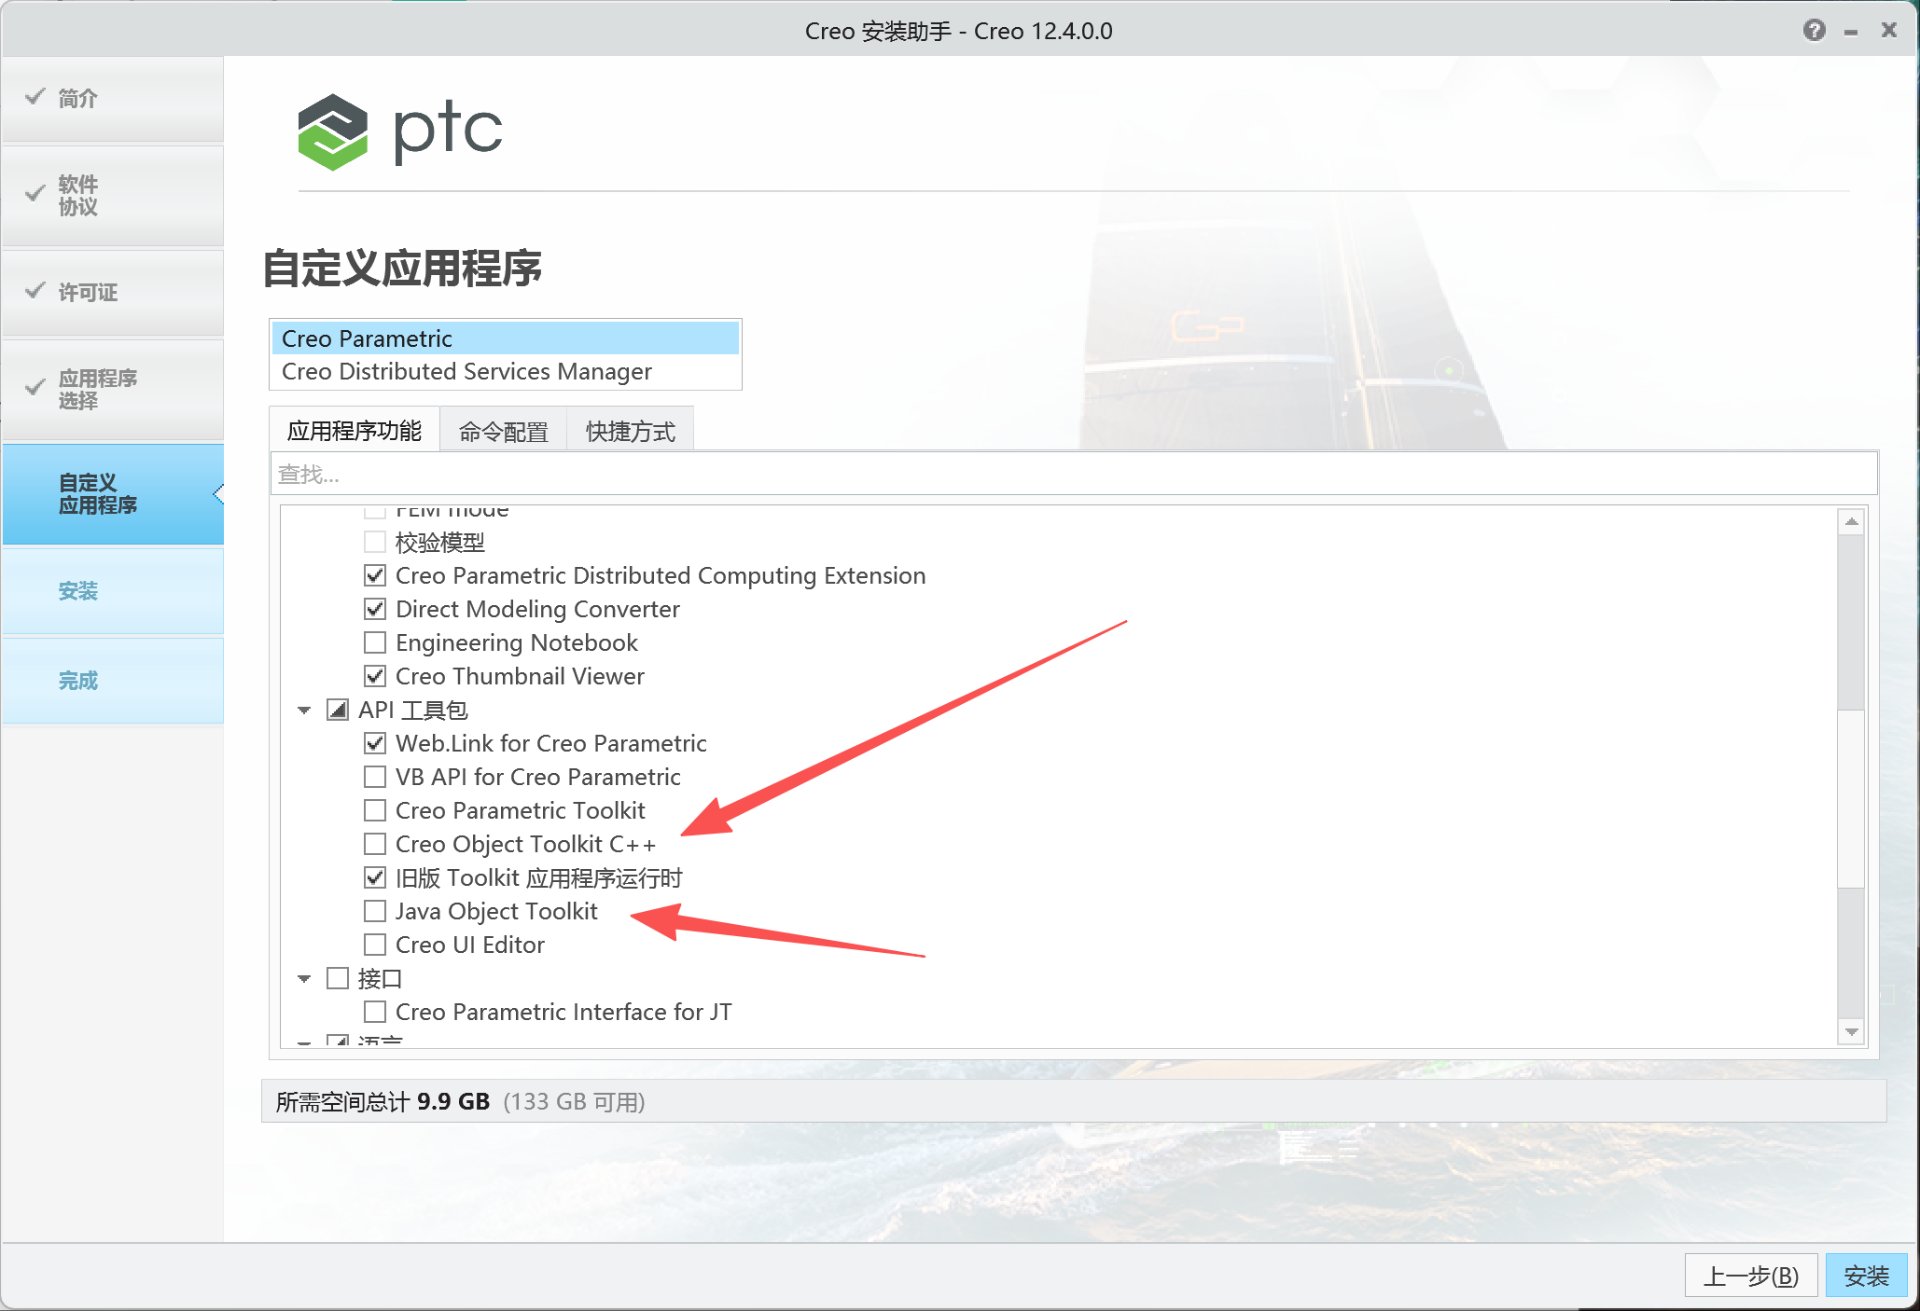 Creo 安装助手 - Creo 12.4.0.0
简介
软件
协议
许可证
应用程序
选择
自定义
应用程序
安装
完成
ptc
自定义应用程序
Creo Parametric
Creo Distributed Services Manager
应用程序功能 命令配置 快捷方式
查找...
FEM mode
校验模型
Creo Parametric Distributed Computing Extension
Direct Modeling Converter
Engineering Notebook
Creo Thumbnail Viewer
API 工具包
Web.Link for Creo Parametric
VB API for Creo Parametric
Creo Parametric Toolkit
Creo Object Toolkit C++
旧版 Toolkit 应用程序运行时
Java Object Toolkit
Creo UI Editor
接口
Creo Parametric Interface for JT
语言
所需空间总计 9.9 GB (133 GB 可用)
上一步(B) 安装